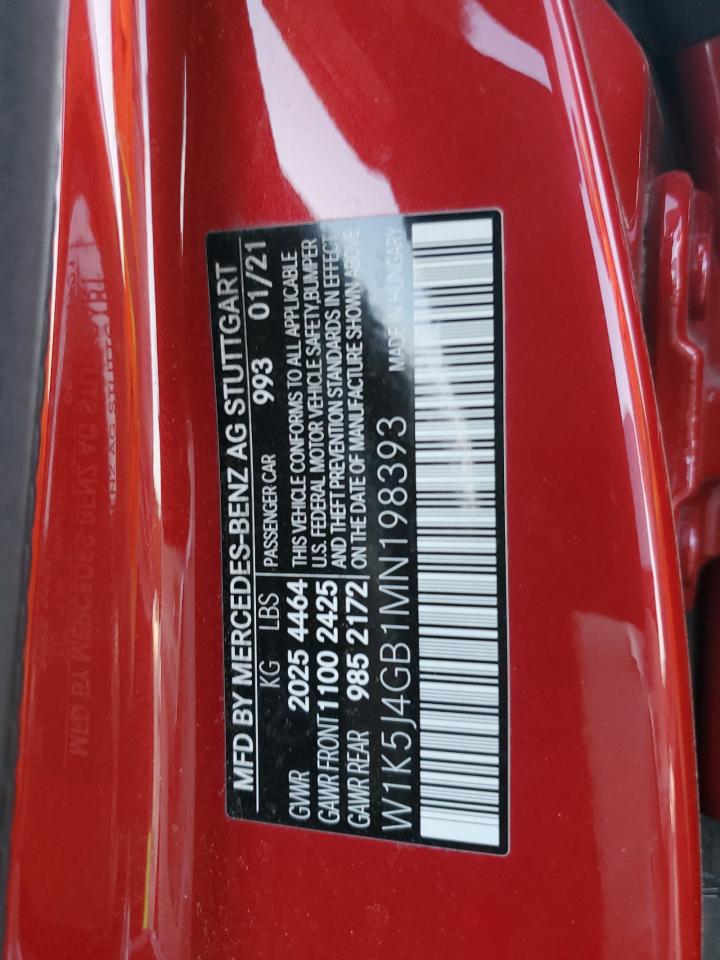 MFD BY MERCEDES-BENZ AG STUTTGART
KG LBS PASSENGER CAR 993 01/21
GVWR 2025 4464 THIS VEHICLE CONFORMS TO ALL APPLICABLE
GAWR FRONT 1100 2425 U.S. FEDERAL MOTOR VEHICLE SAFETY,BUMPER
AND THEFT PREVENTION STANDARDS IN EFFECT
GAWR REAR 985 2172 ON THE DATE OF MANUFACTURE SHOWN ABOVE
W1K5J4GB1MN198393 MADE IN HUNGARY